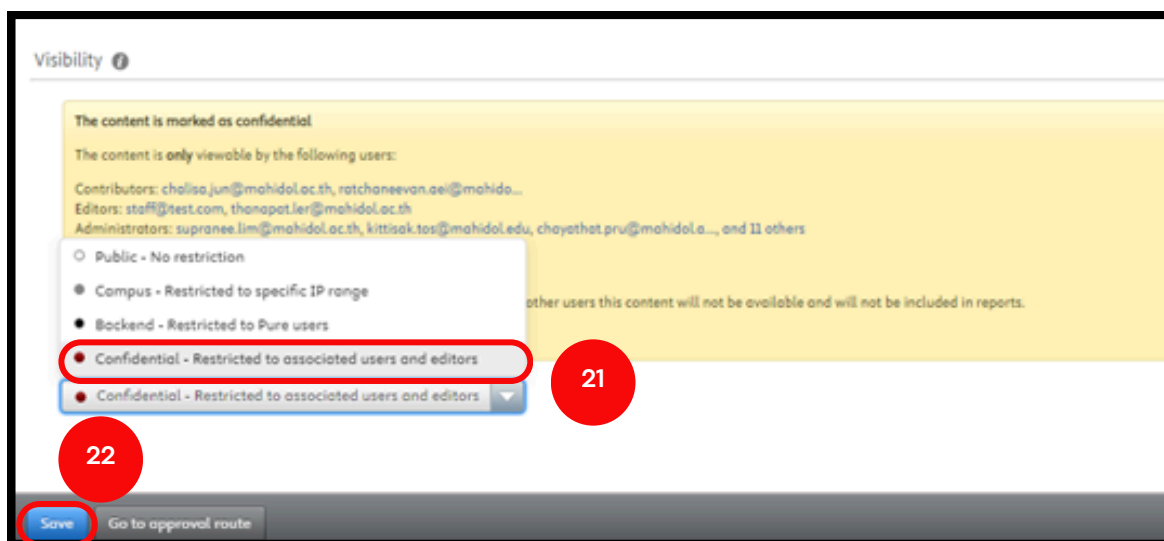 Visibility
The content is marked as confidential
The content is only viewable by the following users:
Contributors: chalisa.jun@mahidol.ac.th, ratchaneevan.aei@mahido...
Editors: staff@test.com, thanapat.ler@mahidol.ac.th
Administrators: supranee.lim@mahidol.ac.th, kittisak.tos@mahidol.edu, chayathat.pru@mahidol.a..., and 11 others
Public - No restriction
Campus - Restricted to specific IP range
other users this content will not be available and will not be included in reports.
Backend - Restricted to Pure users
Confidential - Restricted to associated users and editors
21
Confidential - Restricted to associated users and editors
22
Save Go to approval route